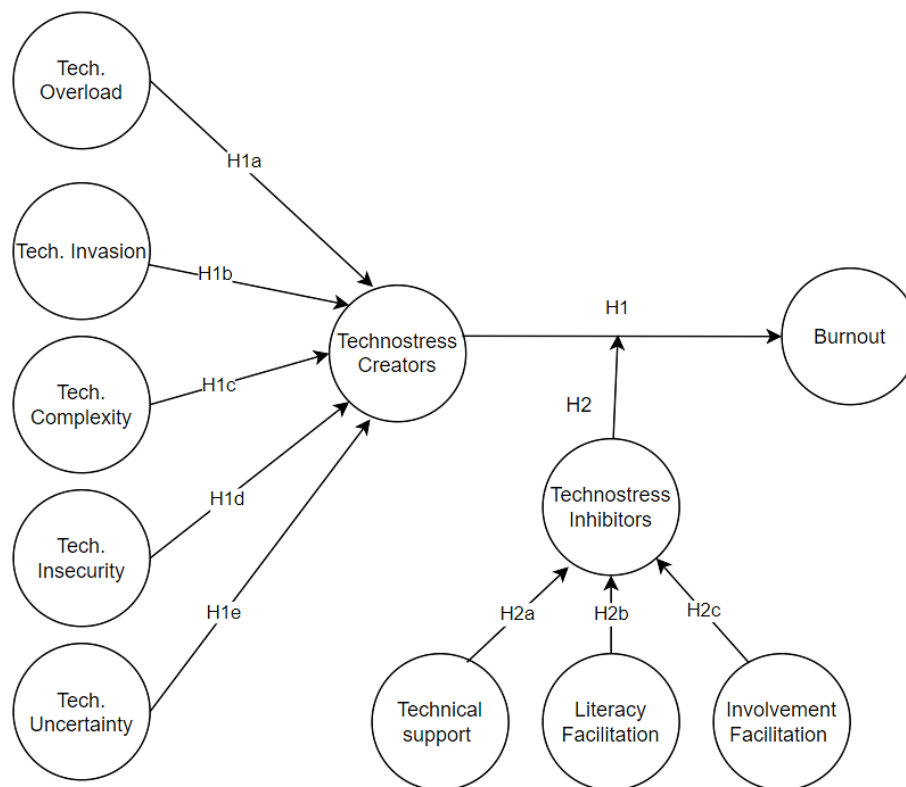 Tech.
Overload
H1a
Tech. Invasion
H1b
H1
Technostress
Creators
Burnout
Tech.
Complexity
H1c
H2
Technostress
Inhibitors
H1d
Tech.
Insecurity
H1e
H2a
H2b
H2c
Tech.
Uncertainty
Technical
support
Literacy
Facilitation
Involvement
Facilitation